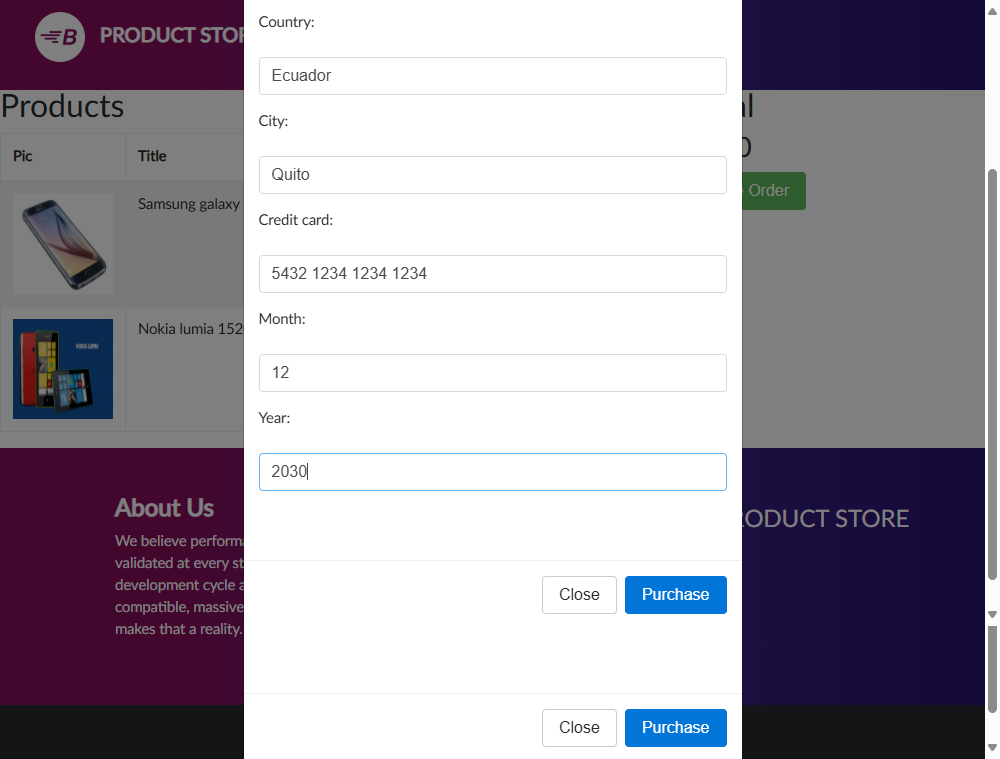 B PRODUCT STOR
Products
Pic Title
Samsung galaxy
Nokia lumia 152
Country:
Ecuador
City:
Quito
Credit card:
5432 1234 1234 1234
Month:
12
Year:
2030
Close Purchase
Close Purchase
al
0
Order
About Us
We believe performa
validated at every st
development cycle a
compatible, massive
makes that a reality.
RODUCT STORE